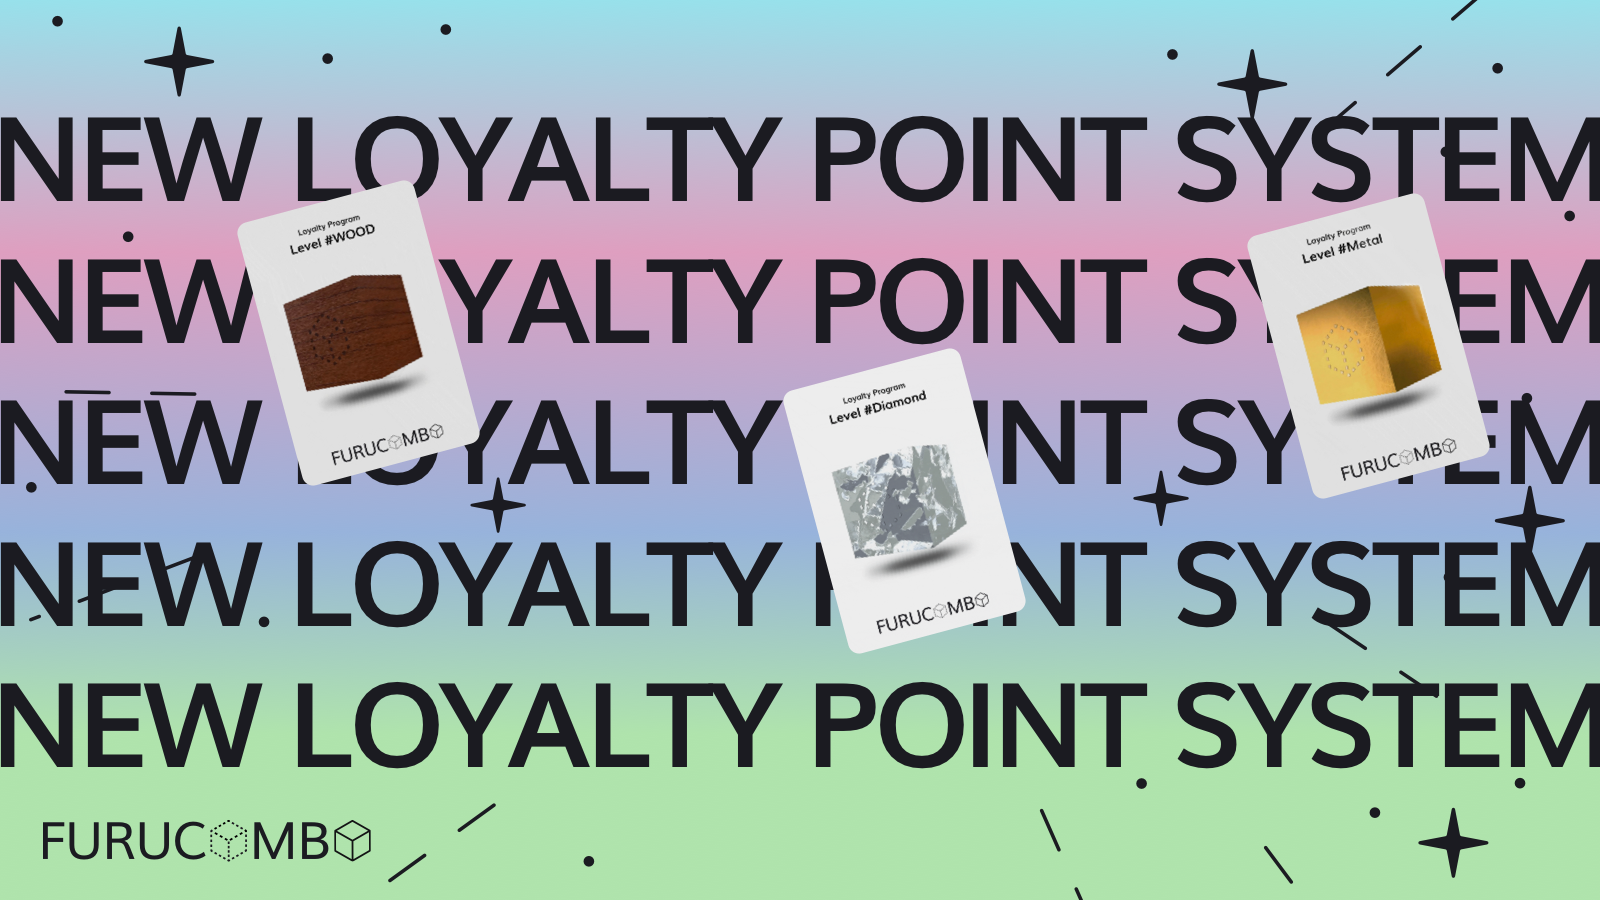 NEW LOYALTY POINT SYSTEM
NEW YALTY POINT SYSTEM
NEW LOYALTY POINT SYSTEM
NEW LOYALTY POINT SYSTEM
NEW LOYALTY POINT SYSTEM
Loyalty Program
Level #WOOD
FURUCOMBO
Loyalty Program
Level #Diamond
FURUCOMBO
Loyalty Program
Level #Metal
FURUCOMBO
FURUCOMBO